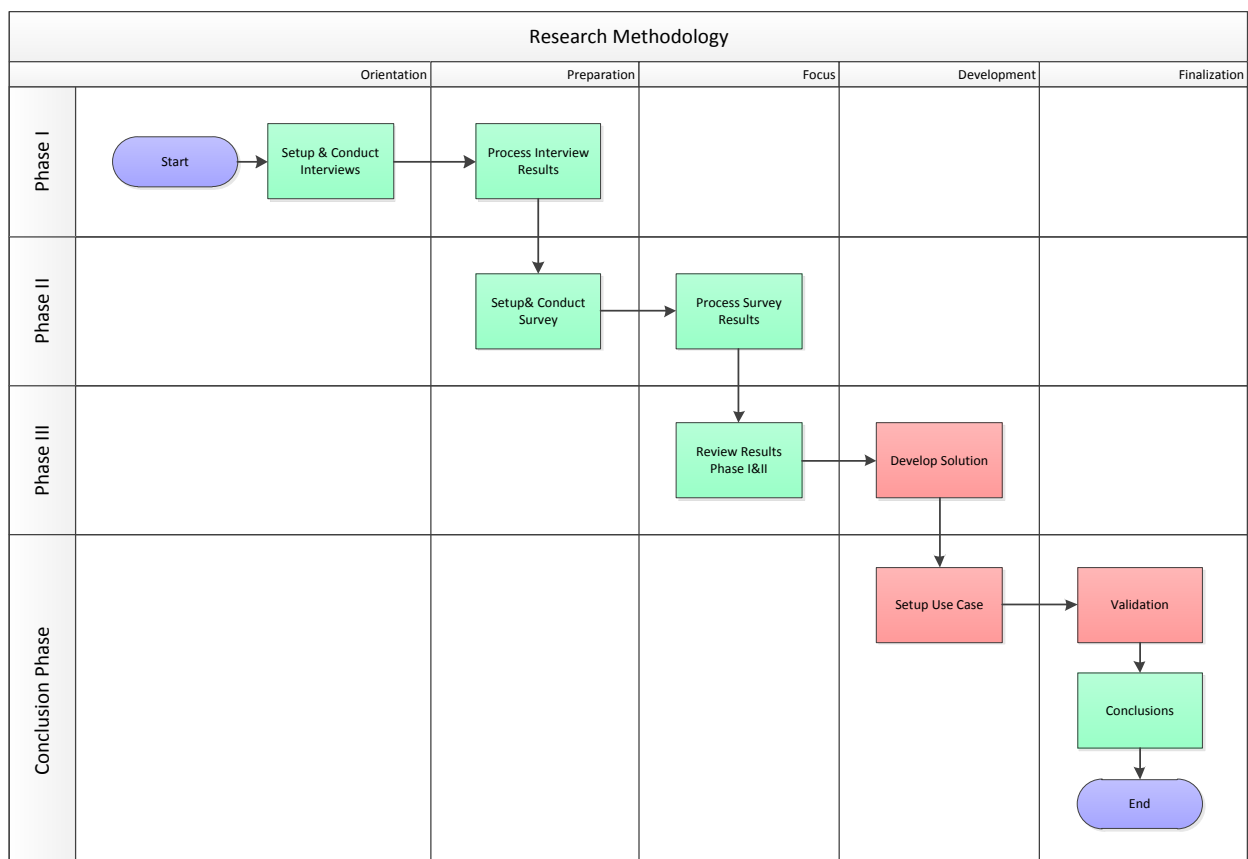 Research Methodology
Orientation
Preparation
Focus
Development
Finalization
Phase I
Start
Setup & Conduct
Interviews
Process Interview
Results
Phase II
Setup& Conduct
Survey
Process Survey
Results
Phase III
Review Results
Phase I&II
Develop Solution
Conclusion Phase
Setup Use Case
Validation
Conclusions
End